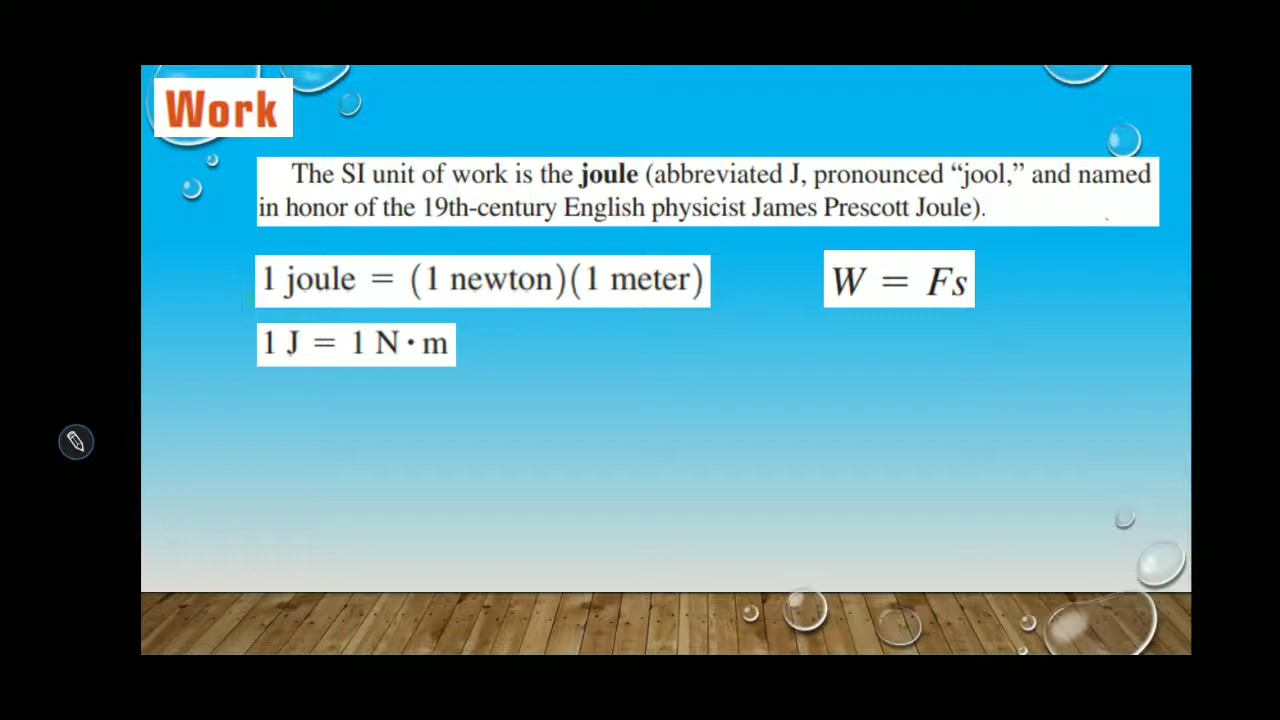 Work
The SI unit of work is the joule (abbreviated J, pronounced “jool,” and named
in honor of the 19th-century English physicist James Prescott Joule).
1 joule = (1 newton)(1 meter)
W = Fs
1 J = 1 N·m